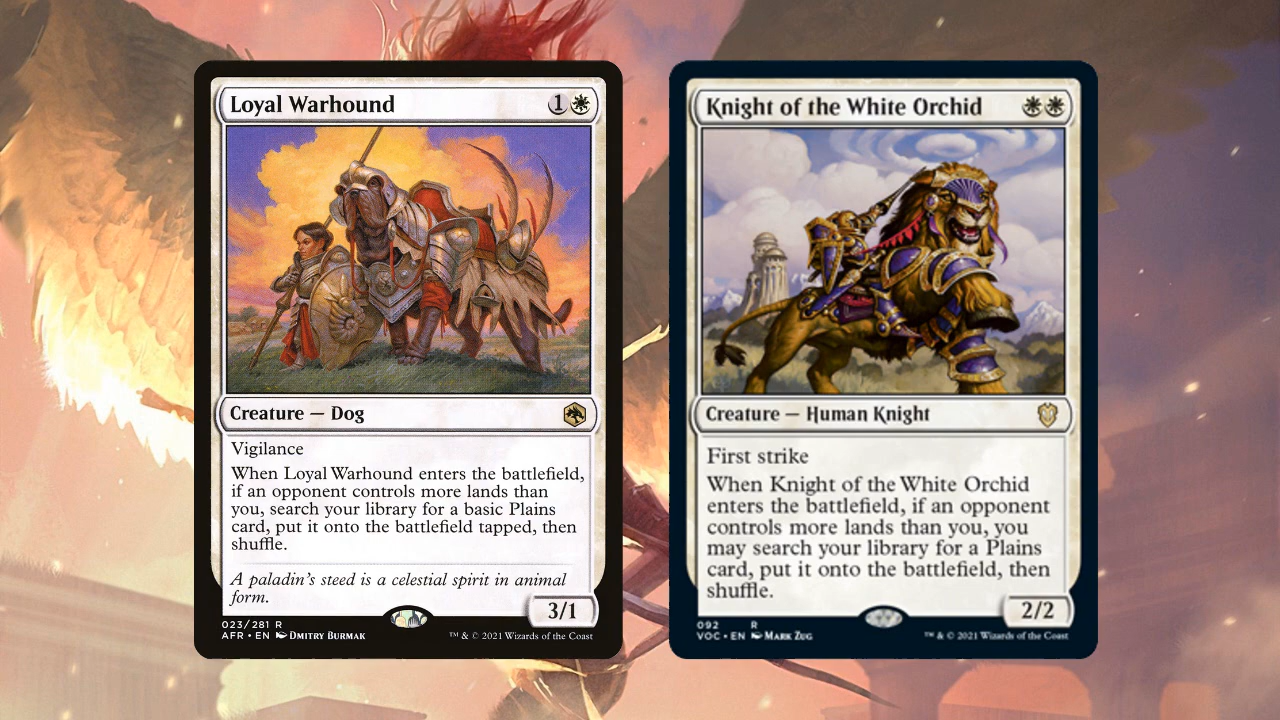 Loyal Warhound 1
Creature — Dog
Vigilance
When Loyal Warhound enters the battlefield,
if an opponent controls more lands than
you, search your library for a basic Plains
card, put it onto the battlefield tapped, then
shuffle.
A paladin's steed is a celestial spirit in animal
form.
3/1
023/281 R
AFR • EN Dmitry Burmak
™ & © 2021 Wizards of the Coast
Knight of the White Orchid
Creature — Human Knight
First strike
When Knight of the White Orchid
enters the battlefield, if an opponent
controls more lands than you, you
may search your library for a Plains
card, put it onto the battlefield, then
shuffle.
2/2
092 R
VOC • EN Mark Zug
™ & © 2021 Wizards of the Coast